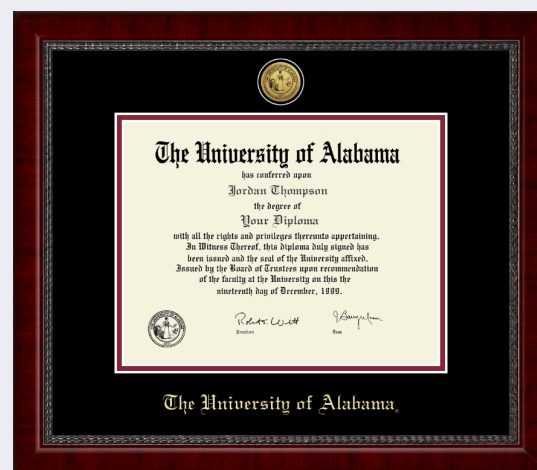 The University of Alabama
has conferred upon
Jordan Thompson
the degree of
Your Diploma
with all the rights and privileges thereunto appertaining.
In Witness Thereof, this diploma duly signed has
been issued and the seal of the University affixed.
Issued by the Board of Trustees upon recommendation
of the faculty at the University on this the
nineteenth day of December, 1999.
Robert E. Witt
President
Dean
The University of Alabama®